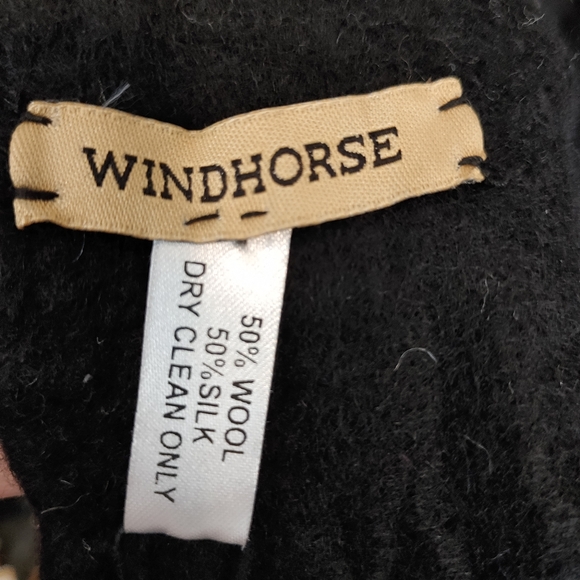 WINDHORSE
50% WOOL
50%SILK
DRY CLEAN ONLY